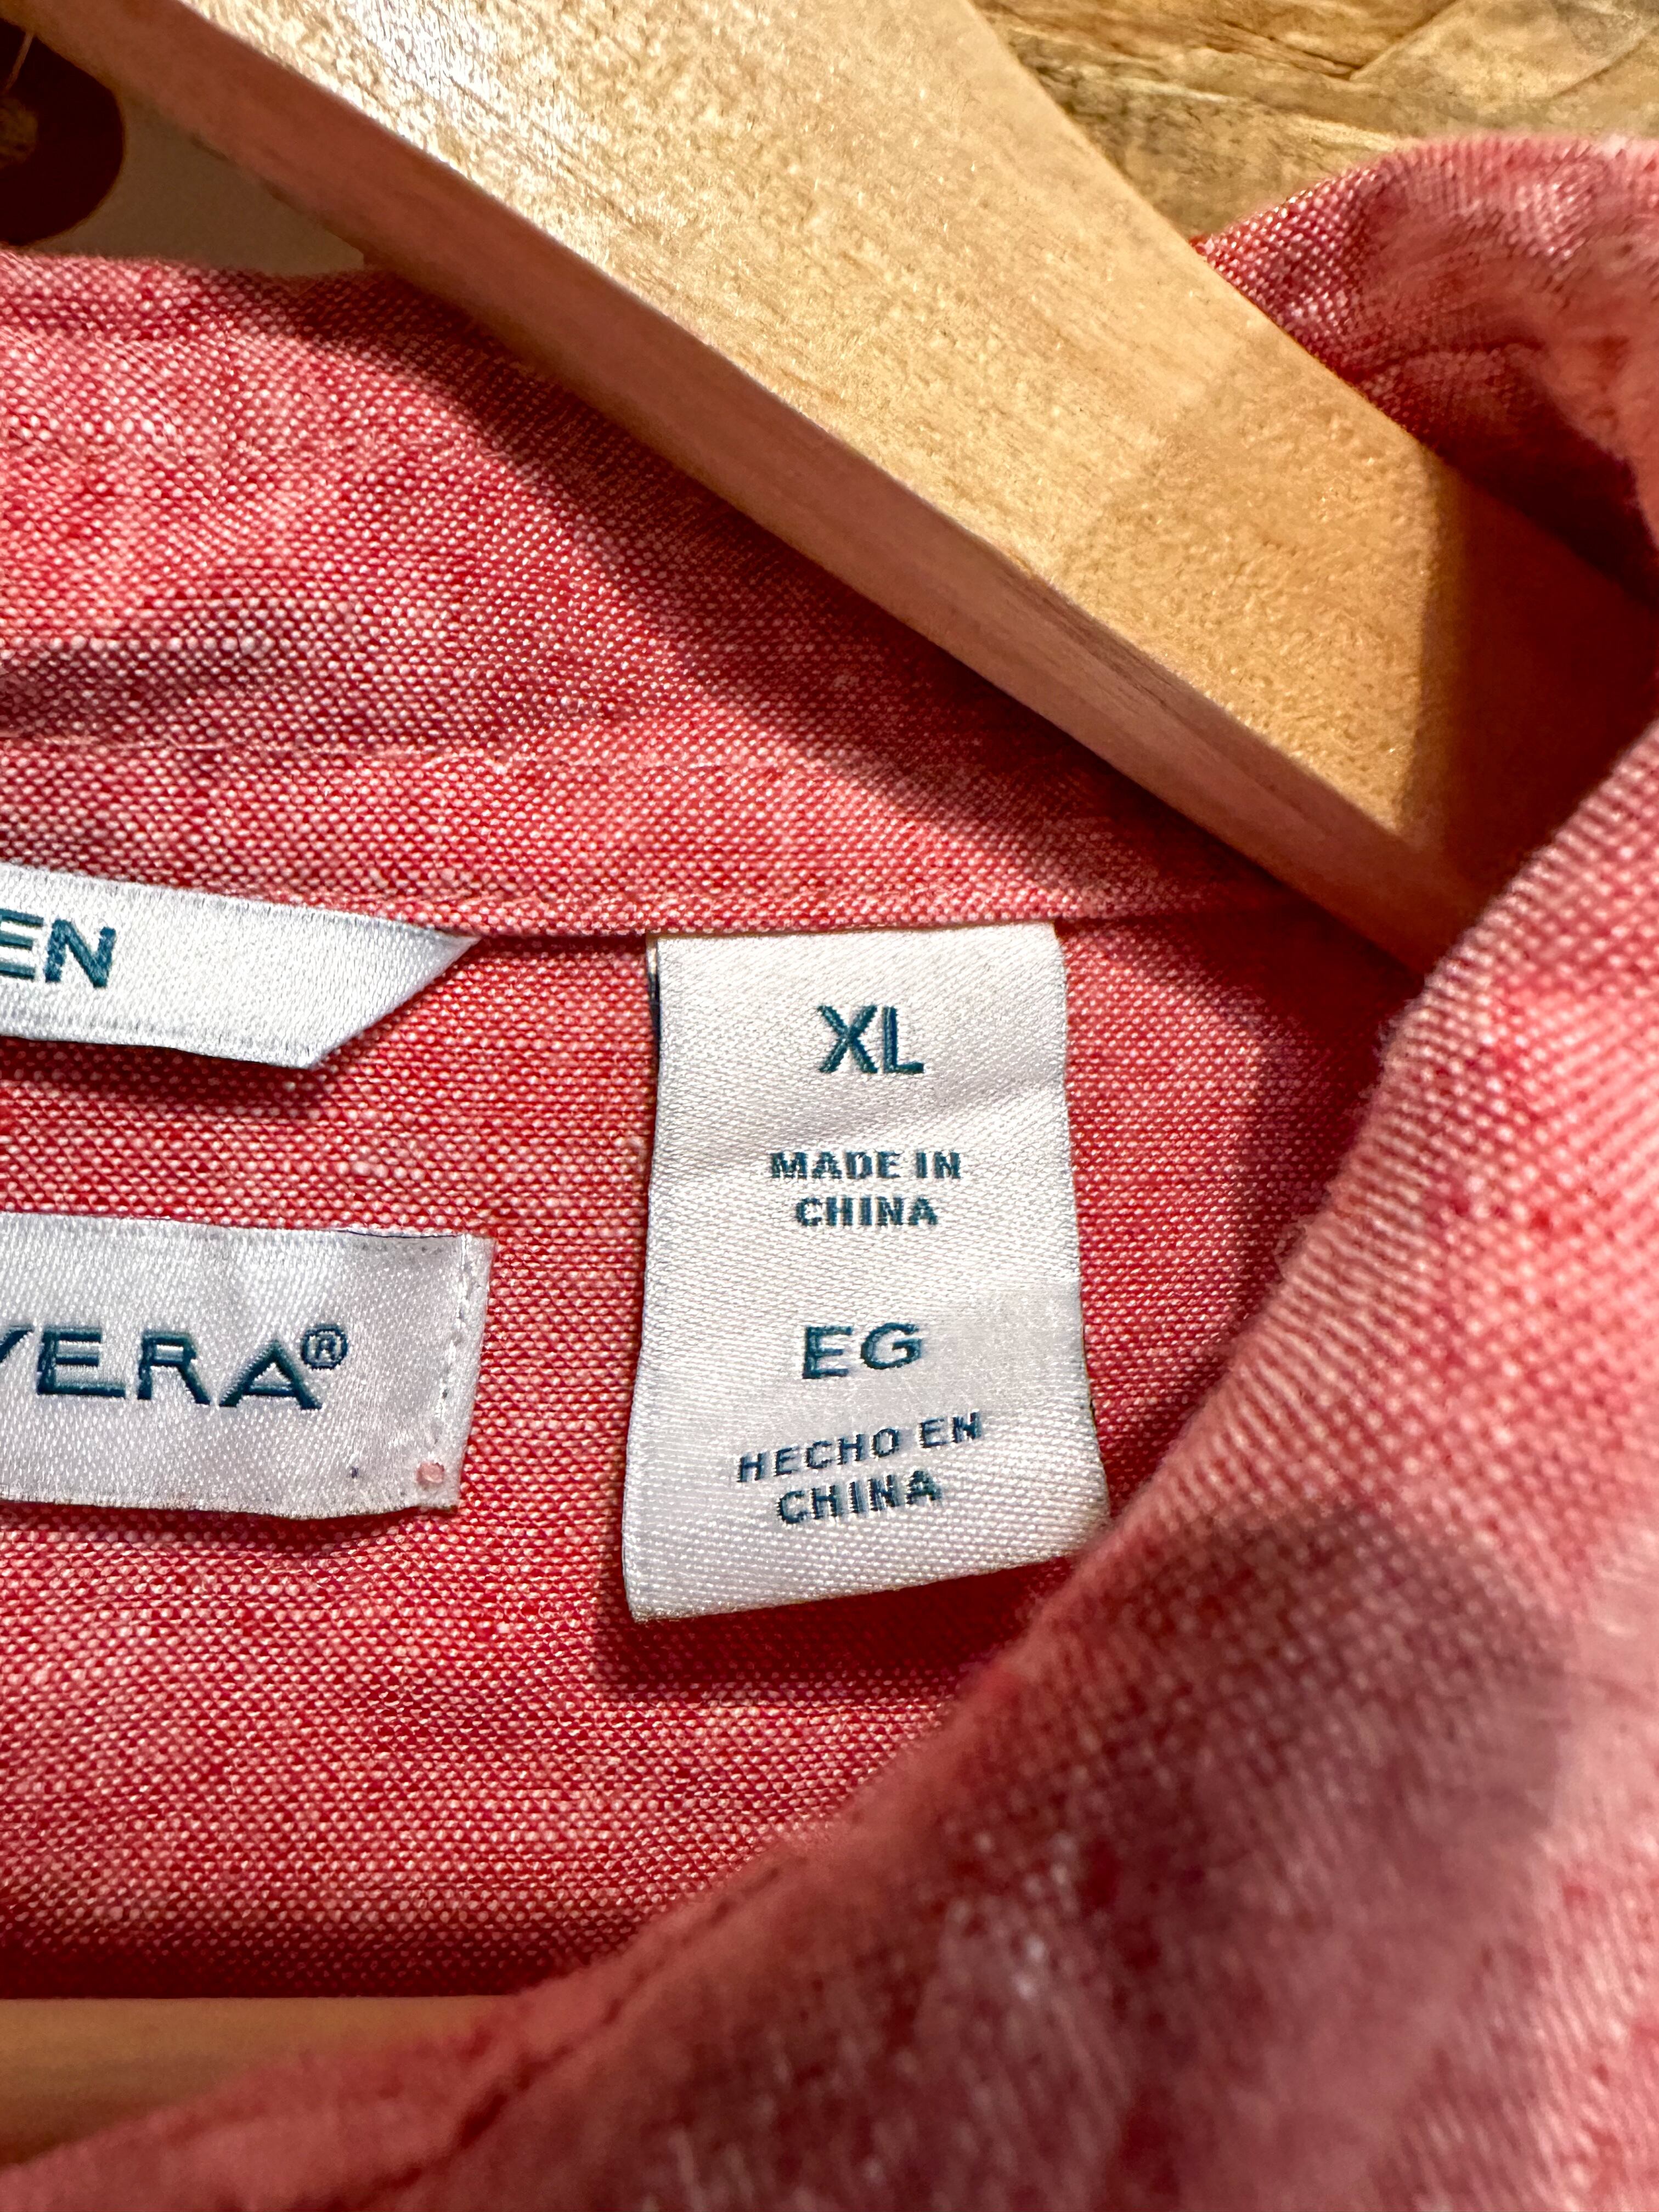 EN
VERA®
XL
MADE IN
CHINA
EG
HECHO EN
CHINA